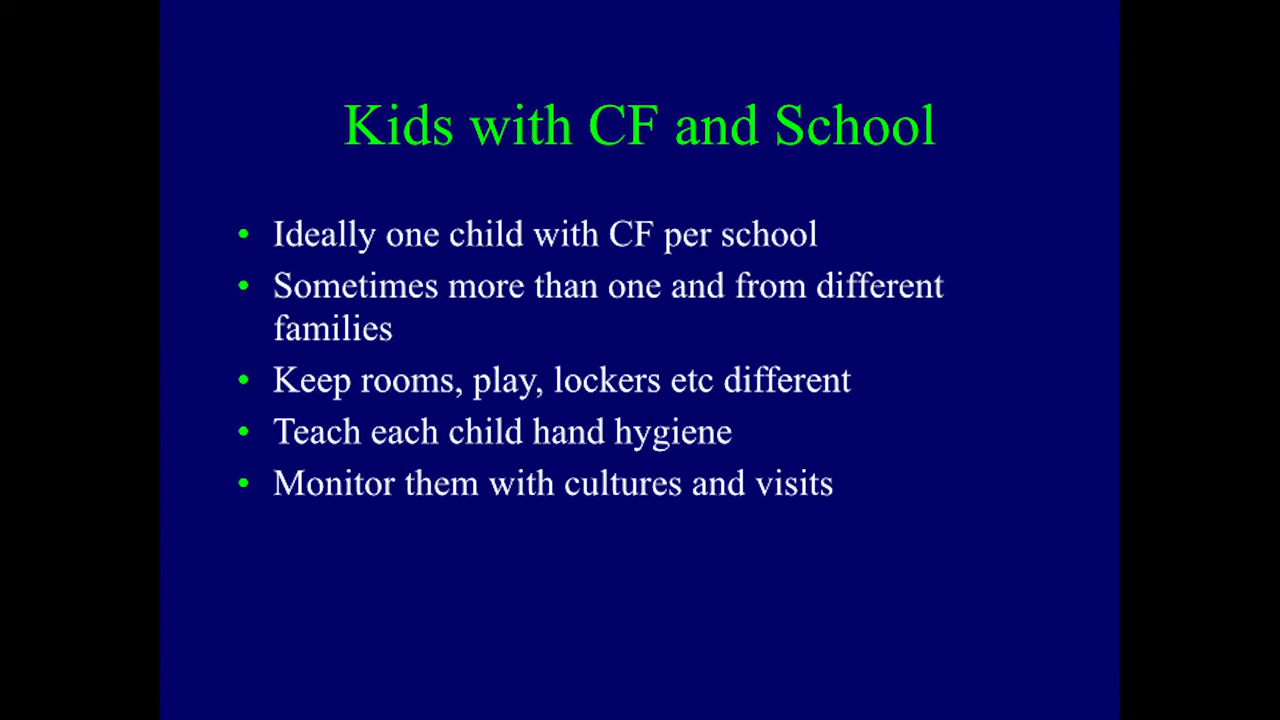 Kids with CF and School
• Ideally one child with CF per school
• Sometimes more than one and from different
families
• Keep rooms, play, lockers etc different
• Teach each child hand hygiene
• Monitor them with cultures and visits